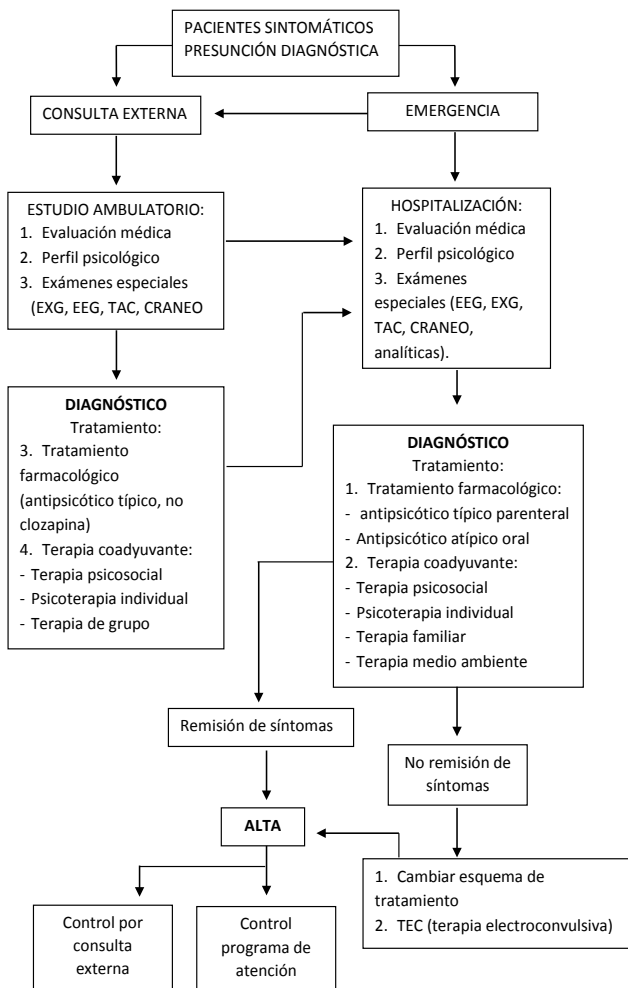 PACIENTES SINTOMÁTICOS
PRESUNCIÓN DIAGNÓSTICA
CONSULTA EXTERNA
EMERGENCIA
ESTUDIO AMBULATORIO:
1. Evaluación médica
2. Perfil psicológico
3. Exámenes especiales
(EXG, EEG, TAC, CRANEO
HOSPITALIZACIÓN:
1. Evaluación médica
2. Perfil psicológico
3. Exámenes
especiales (EEG, EXG,
TAC, CRANEO,
analíticas).
DIAGNÓSTICO
Tratamiento:
3. Tratamiento
farmacológico
(antipsicótico típico, no
clozapina)
4. Terapia coadyuvante:
- Terapia psicosocial
- Psicoterapia individual
- Terapia de grupo
DIAGNÓSTICO
Tratamiento:
1. Tratamiento farmacológico:
- antipsicótico típico parenteral
- Antipsicótico atípico oral
2. Terapia coadyuvante:
- Terapia psicosocial
- Psicoterapia individual
- Terapia familiar
- Terapia medio ambiente
Remisión de síntomas
No remisión de
síntomas
ALTA
1. Cambiar esquema de
tratamiento
2. TEC (terapia electroconvulsiva)
Control por
consulta
externa
Control
programa de
atención